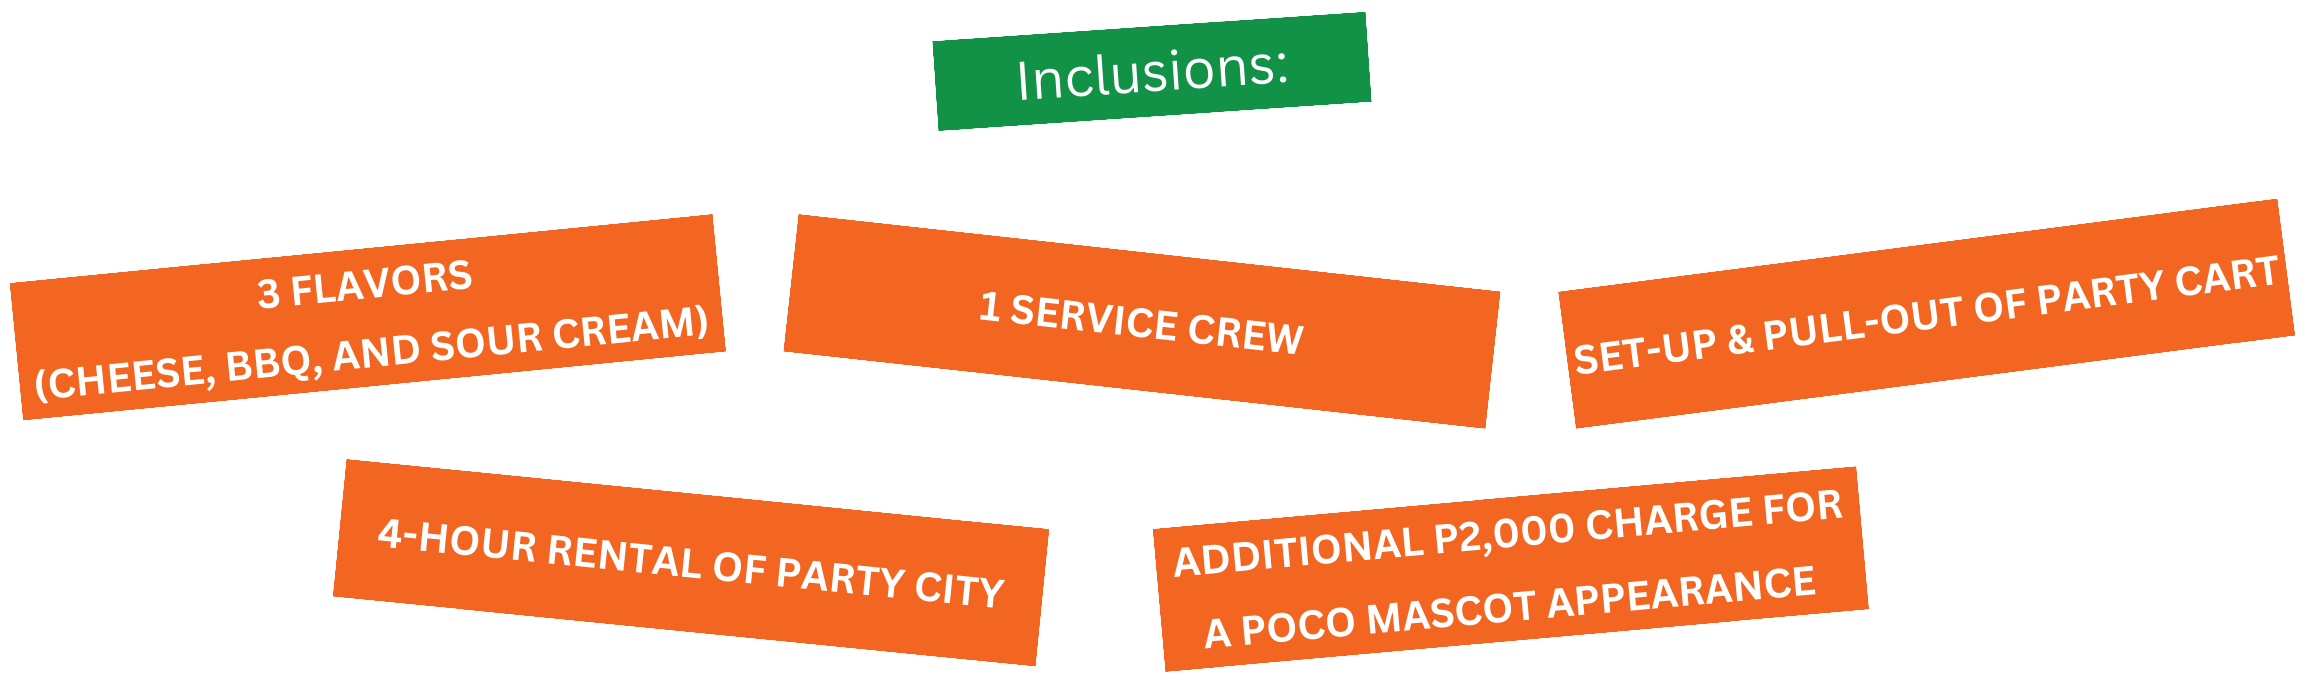 Inclusions:
3 FLAVORS
(CHEESE, BBQ, AND SOUR CREAM)
1 SERVICE CREW
SET-UP & PULL-OUT OF PARTY CART
4-HOUR RENTAL OF PARTY CITY
ADDITIONAL P2,000 CHARGE FOR
A POCO MASCOT APPEARANCE